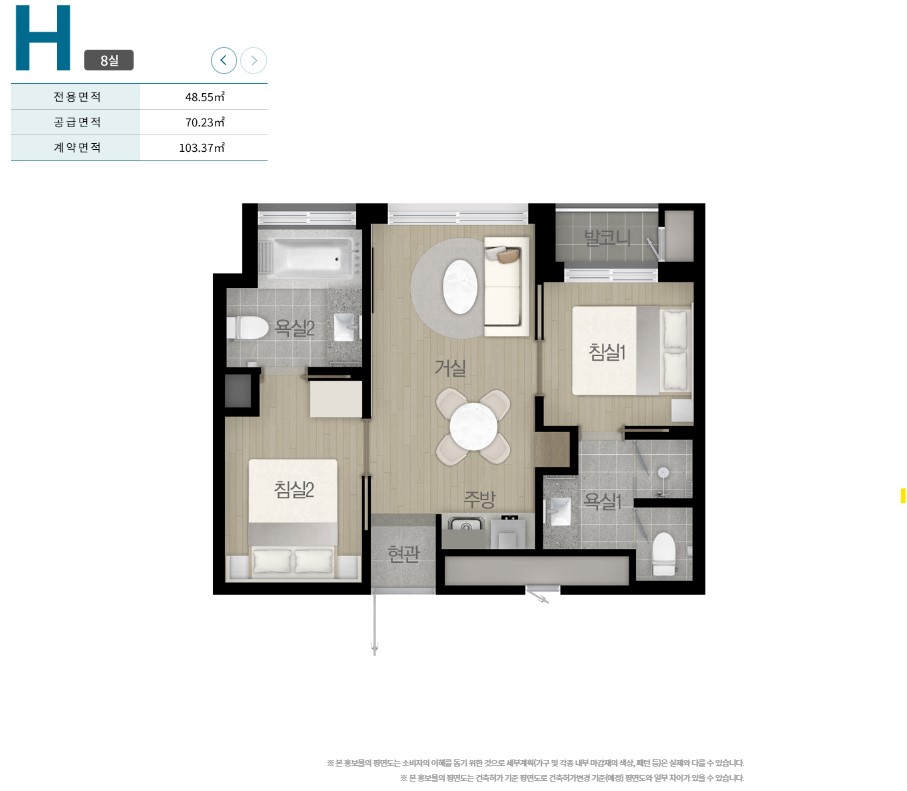 H 8실
전용면적 48.55㎡
공급면적 70.23㎡
계약면적 103.37㎡
발코니
욕실2
침실1
거실
침실2
주방
욕실1
현관
※ 본 홍보물의 평면도는 소비자의 이해를 돕기 위한 것으로 세부계획(가구 및 각종 내부 마감재의 색상, 패턴 등)은 실제와 다를 수 있습니다.
※ 본 홍보물의 평면도는 건축허가 기준 평면도로 건축허가변경 기준(예정) 평면도와 일부 차이가 있을 수 있습니다.